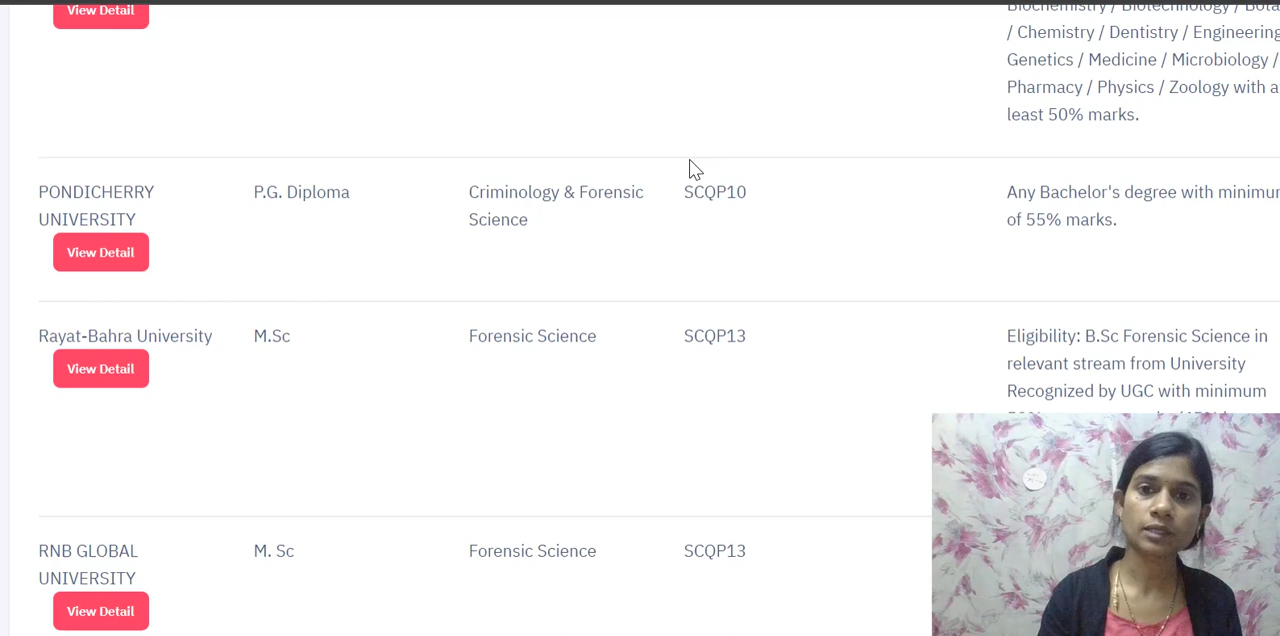 View Detail
Biochemistry / Biotechnology / Bota
/ Chemistry / Dentistry / Engineering
Genetics / Medicine / Microbiology /
Pharmacy / Physics / Zoology with a
least 50% marks.
PONDICHERRY
UNIVERSITY
View Detail
P.G. Diploma
Criminology & Forensic
Science
SCQP10
Any Bachelor's degree with minimum
of 55% marks.
Rayat-Bahra University
View Detail
M.Sc
Forensic Science
SCQP13
Eligibility: B.Sc Forensic Science in
relevant stream from University
Recognized by UGC with minimum
RNB GLOBAL
UNIVERSITY
View Detail
M. Sc
Forensic Science
SCQP13